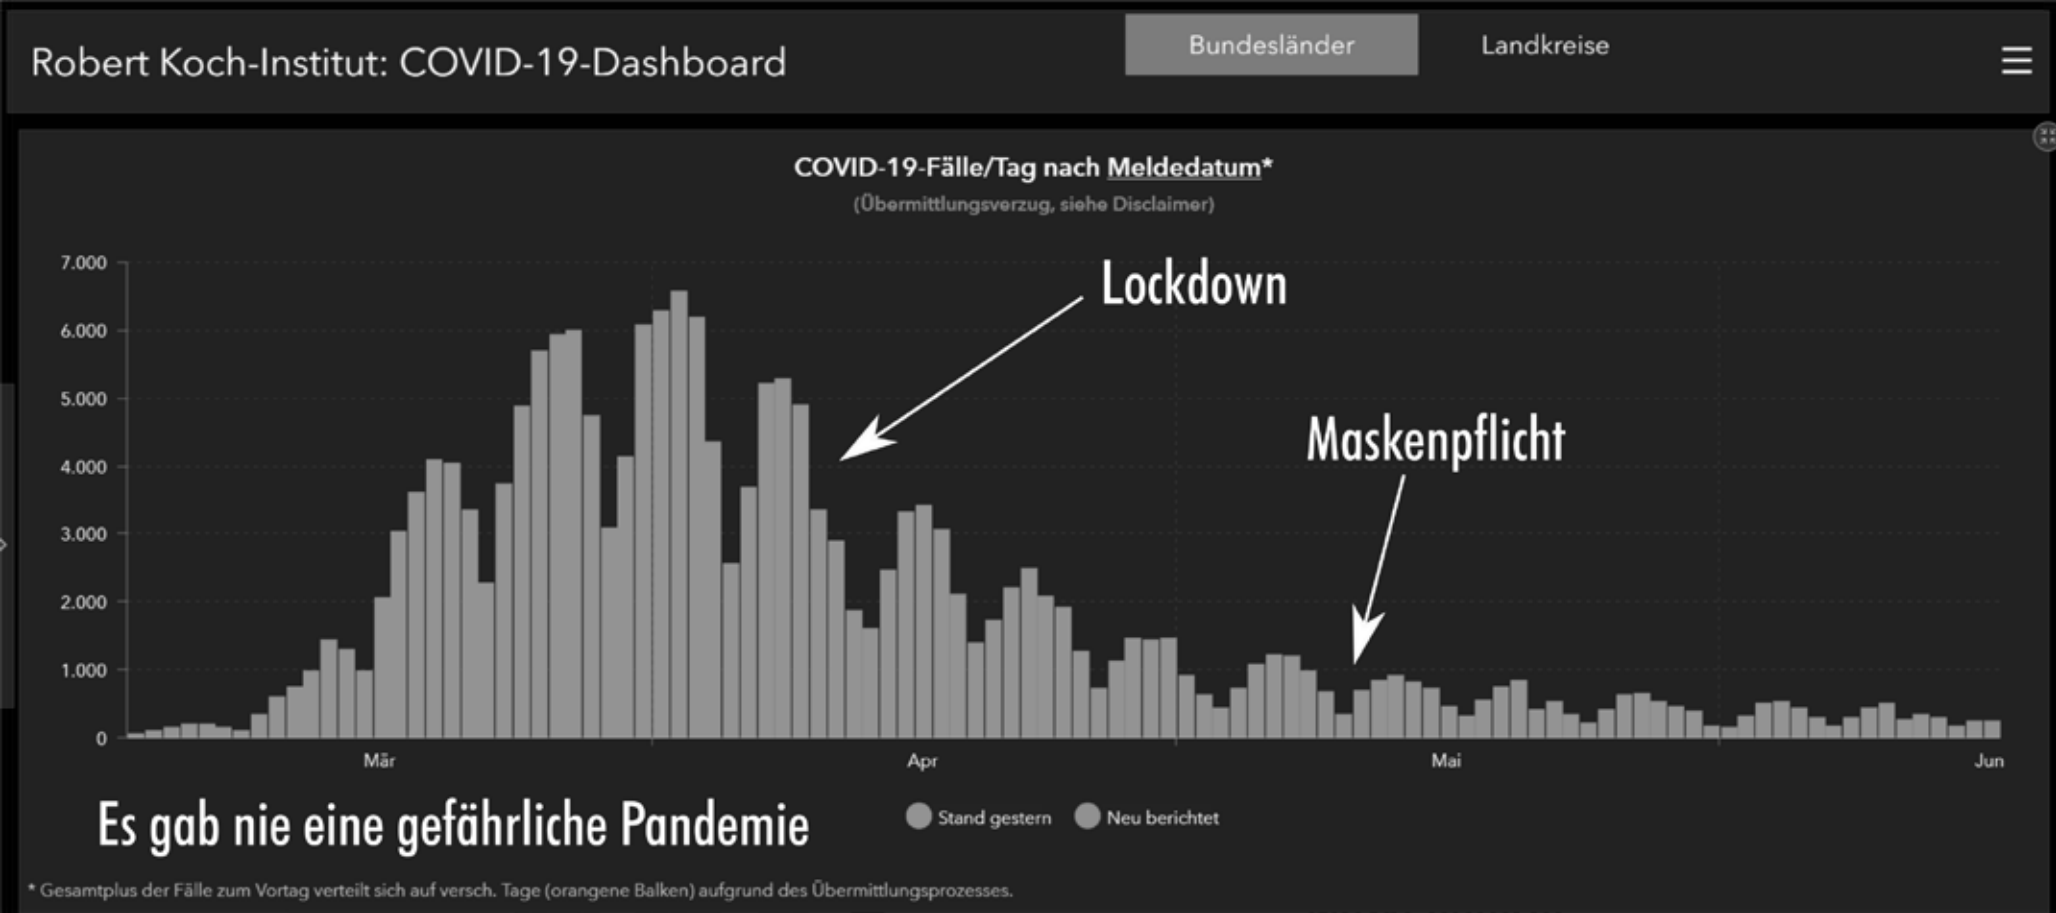 Robert Koch-Institut: COVID-19-Dashboard
Bundesländer
Landkreise
COVID-19-Fälle/Tag nach Meldedatum*
(Übermittlungsverzug, siehe Disclaimer)
7.000
6.000
5.000
4.000
3.000
2.000
1.000
0
Lockdown
Maskenpflicht
Mär
Apr
Mai
Jun
Es gab nie eine gefährliche Pandemie
Stand gestern
Neu berichtet
* Gesamtplus der Fälle zum Vortag verteilt sich auf versch. Tage (orangene Balken) aufgrund des Übermittlungsprozesses.